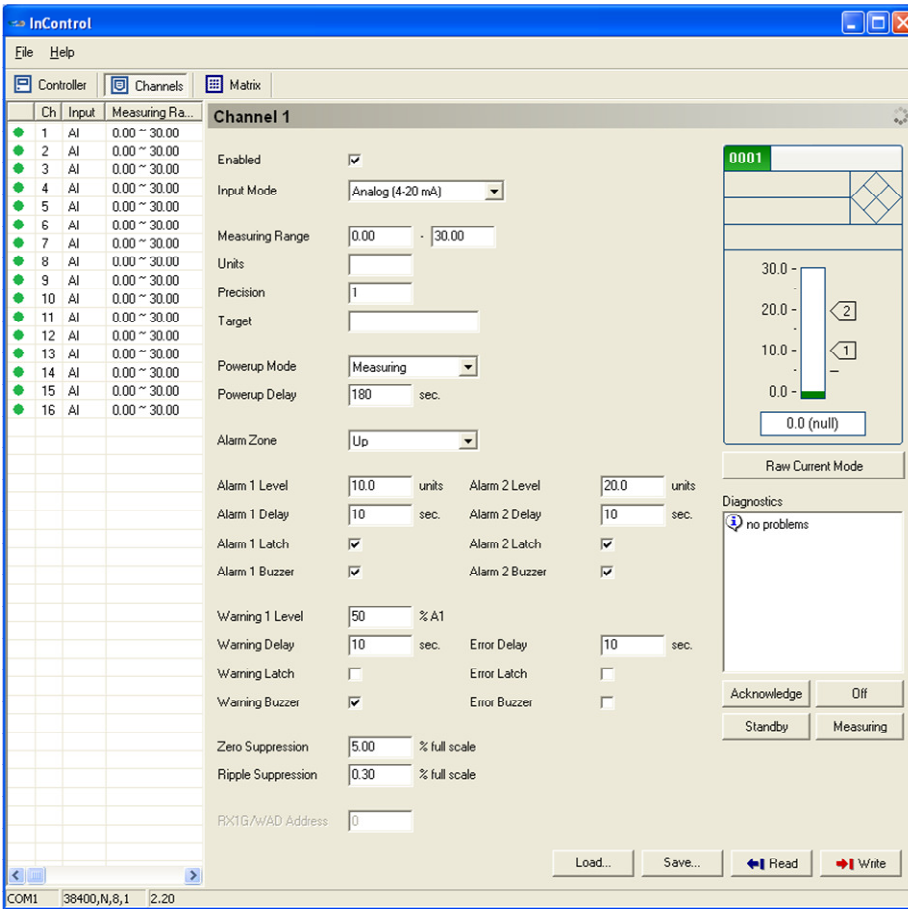 InControl
File Help
Controller Channels Matrix
Ch Input Measuring Ra...
1 AI 0.00 ~ 30.00
2 AI 0.00 ~ 30.00
3 AI 0.00 ~ 30.00
4 AI 0.00 ~ 30.00
5 AI 0.00 ~ 30.00
6 AI 0.00 ~ 30.00
7 AI 0.00 ~ 30.00
8 AI 0.00 ~ 30.00
9 AI 0.00 ~ 30.00
10 AI 0.00 ~ 30.00
11 AI 0.00 ~ 30.00
12 AI 0.00 ~ 30.00
13 AI 0.00 ~ 30.00
14 AI 0.00 ~ 30.00
15 AI 0.00 ~ 30.00
16 AI 0.00 ~ 30.00
Channel 1
Enabled
Input Mode Analog (4-20 mA)
Measuring Range 0.00 - 30.00
Units
Precision 1
Target
Powerup Mode Measuring
Powerup Delay 180 sec.
Alarm Zone Up
Alarm 1 Level 10.0 units Alarm 2 Level 20.0 units
Alarm 1 Delay 10 sec. Alarm 2 Delay 10 sec.
Alarm 1 Latch Alarm 2 Latch
Alarm 1 Buzzer Alarm 2 Buzzer
Warning 1 Level 50 % A1
Warning Delay 10 sec. Error Delay 10 sec.
Warning Latch Error Latch
Warning Buzzer Error Buzzer
Zero Suppression 5.00 % full scale
Ripple Suppression 0.30 % full scale
RX1G/WAD Address 0
0001
30.0 -
20.0 - 2
10.0 - 1
0.0 -
0.0 (null)
Raw Current Mode
Diagnostics
no problems
Acknowledge Off
Standby Measuring
Load... Save... Read Write
COM1 38400,N,8,1 2.20